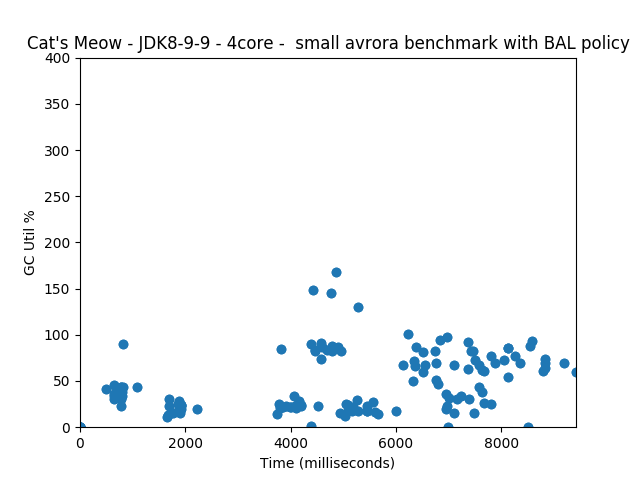 Cat's Meow - JDK8-9-9 - 4core -  small avrora benchmark with BAL policy
400
350
300
250
200
150
100
50
0
GC Util %
0 2000 4000 6000 8000
Time (milliseconds)